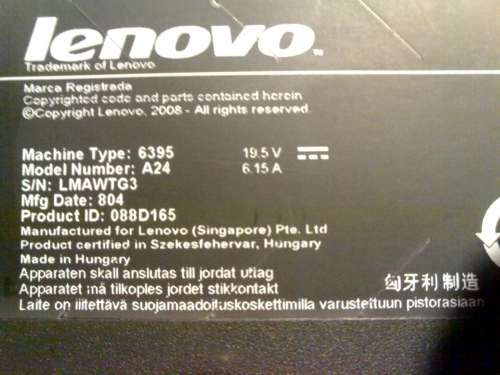 lenovo™
Trademark of Lenovo
Marca Registrada
Copyrighted code and parts contained herein
©Copyright Lenovo, 2008 - All rights reserved.
Machine Type: 6395 19.5 V
Model Number: A24 6.15 A
S/N: LMAWTG3
Mfg Date: 804
Product ID: 088D165
Manufactured for Lenovo (Singapore) Pte. Ltd
Product certified in Szekesfehervar, Hungary
Made in Hungary
Apparaten skall anslutas till jordat uttag
Apparatet må tilkoples jordet stikkontakt 匈牙利制造
Laite on liitettävä suojamaadoituskoskettimilla varustettuun pistorasiaan